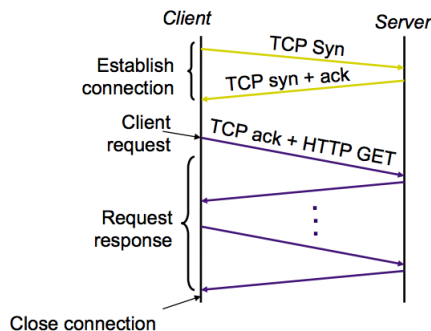 Client
Server
TCP Syn
Establish
connection
TCP syn + ack
Client
request
TCP ack + HTTP GET
Request
response
Close connection